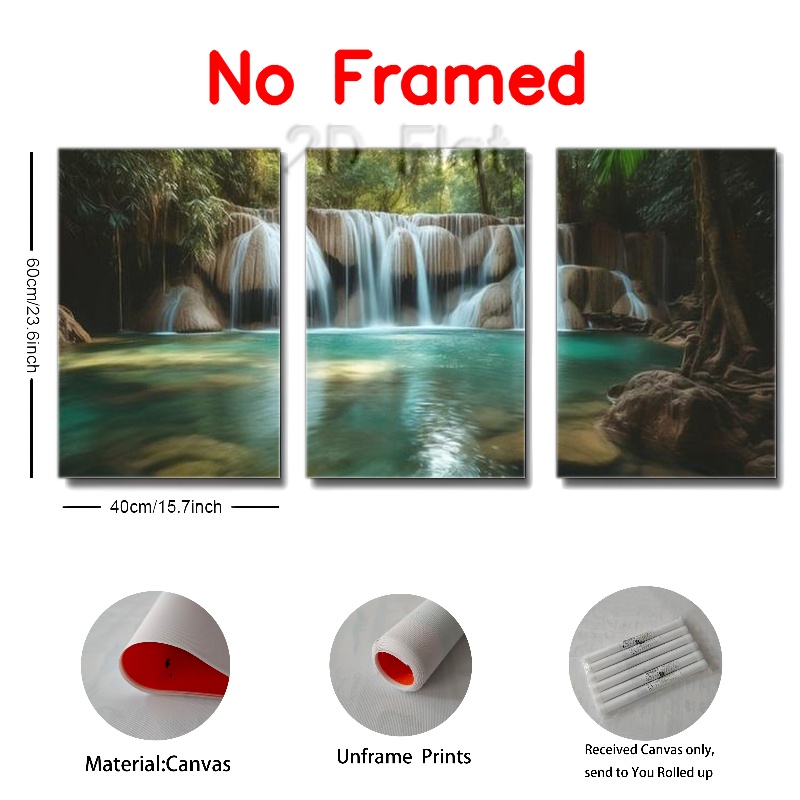 No Framed
2D Flat
60cm/23.6inch
40cm/15.7inch
Material:Canvas
Unframe Prints
Received Canvas only,
send to You Rolled up